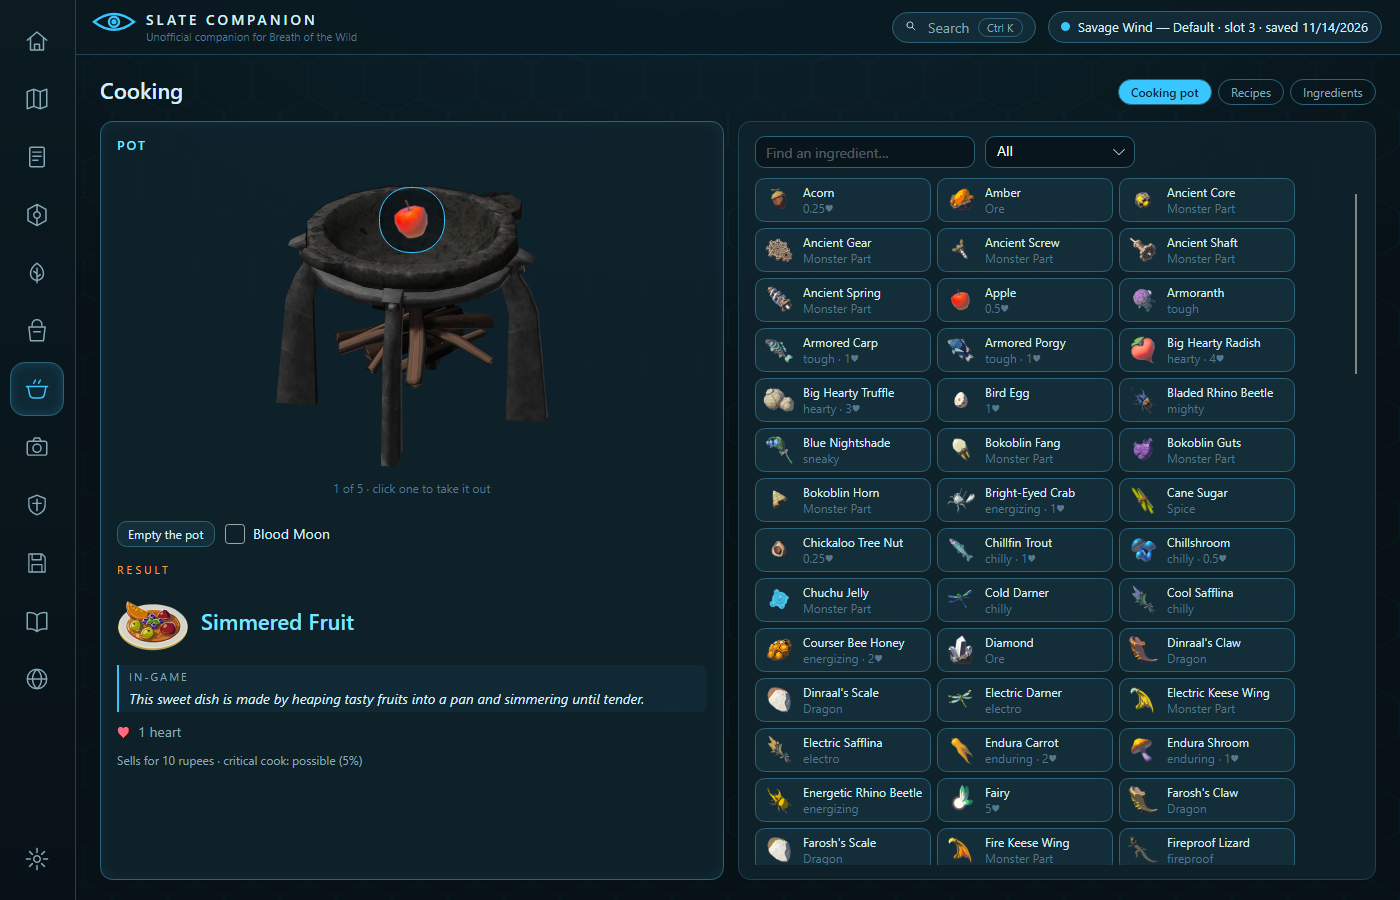 SLATE COMPANION
Unofficial companion for Breath of the Wild
Search Ctrl K
Savage Wind — Default · slot 3 · saved 11/14/2026
Cooking
Cooking pot Recipes Ingredients
POT
1 of 5 · click one to take it out
Empty the pot Blood Moon
RESULT
Simmered Fruit
IN-GAME
This sweet dish is made by heaping tasty fruits into a pan and simmering until tender.
♥ 1 heart
Sells for 10 rupees · critical cook: possible (5%)
Find an ingredient... All
Acorn Amber Ancient Core
0.25♥ Ore Monster Part
Ancient Gear Ancient Screw Ancient Shaft
Monster Part Monster Part Monster Part
Ancient Spring Apple Armoranth
Monster Part 0.5♥ tough
Armored Carp Armored Porgy Big Hearty Radish
tough · 1♥ tough · 1♥ hearty · 4♥
Big Hearty Truffle Bird Egg Bladed Rhino Beetle
hearty · 3♥ 1♥ mighty
Blue Nightshade Bokoblin Fang Bokoblin Guts
sneaky Monster Part Monster Part
Bokoblin Horn Bright-Eyed Crab Cane Sugar
Monster Part energizing · 1♥ Spice
Chickaloo Tree Nut Chillfin Trout Chillshroom
0.25♥ chilly · 1♥ chilly · 0.5♥
Chuchu Jelly Cold Darner Cool Safflina
Monster Part chilly chilly
Courser Bee Honey Diamond Dinraal's Claw
energizing · 2♥ Ore Dragon
Dinraal's Scale Electric Darner Electric Keese Wing
Dragon electro Monster Part
Electric Safflina Endura Carrot Endura Shroom
electro enduring · 2♥ enduring · 1♥
Energetic Rhino Beetle Fairy Farosh's Claw
energizing 5♥ Dragon
Farosh's Scale Fire Keese Wing Fireproof Lizard
Dragon Monster Part fireproof